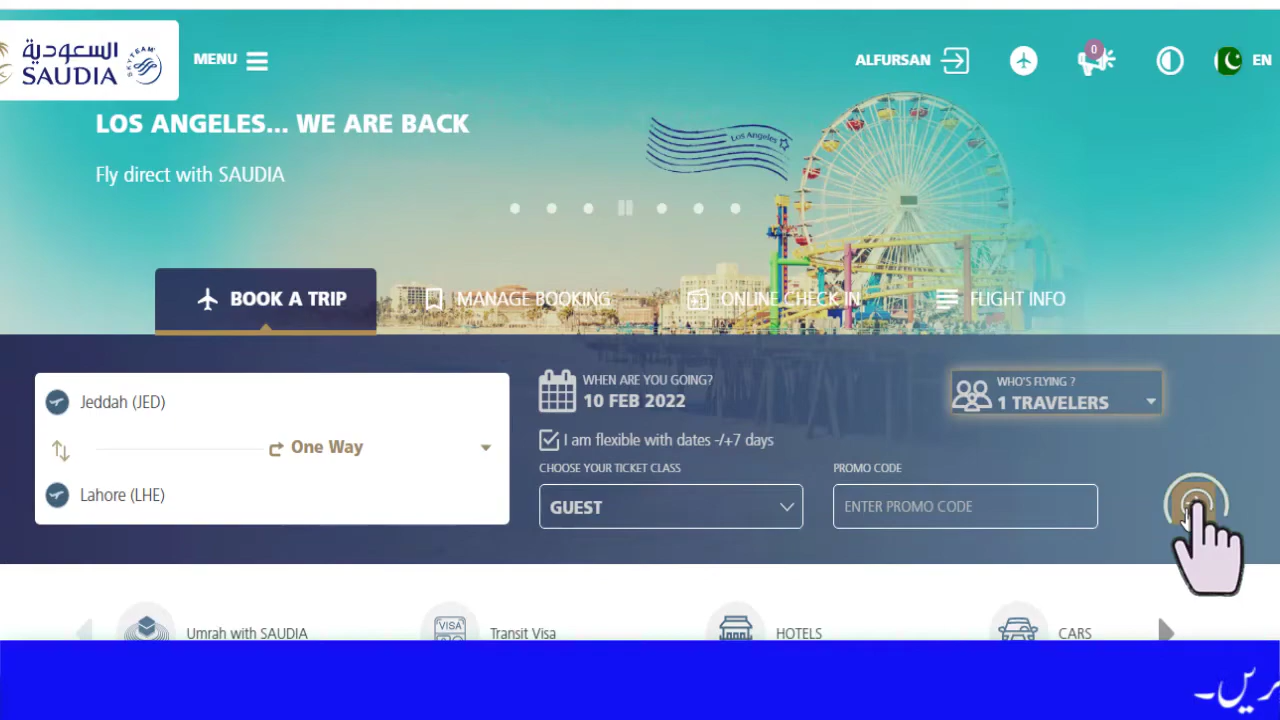 السعودية
SAUDIA
SKYTEAM
MENU
ALFURSAN
0
EN
LOS ANGELES... WE ARE BACK
Fly direct with SAUDIA
Los Angeles
BOOK A TRIP
MANAGE BOOKING
ONLINE CHECK IN
FLIGHT INFO
Jeddah (JED)
One Way
Lahore (LHE)
WHEN ARE YOU GOING?
10 FEB 2022
I am flexible with dates -/+7 days
WHO'S FLYING ?
1 TRAVELERS
CHOOSE YOUR TICKET CLASS
GUEST
PROMO CODE
ENTER PROMO CODE
Umrah with SAUDIA
VISA
Transit Visa
HOTELS
CARS